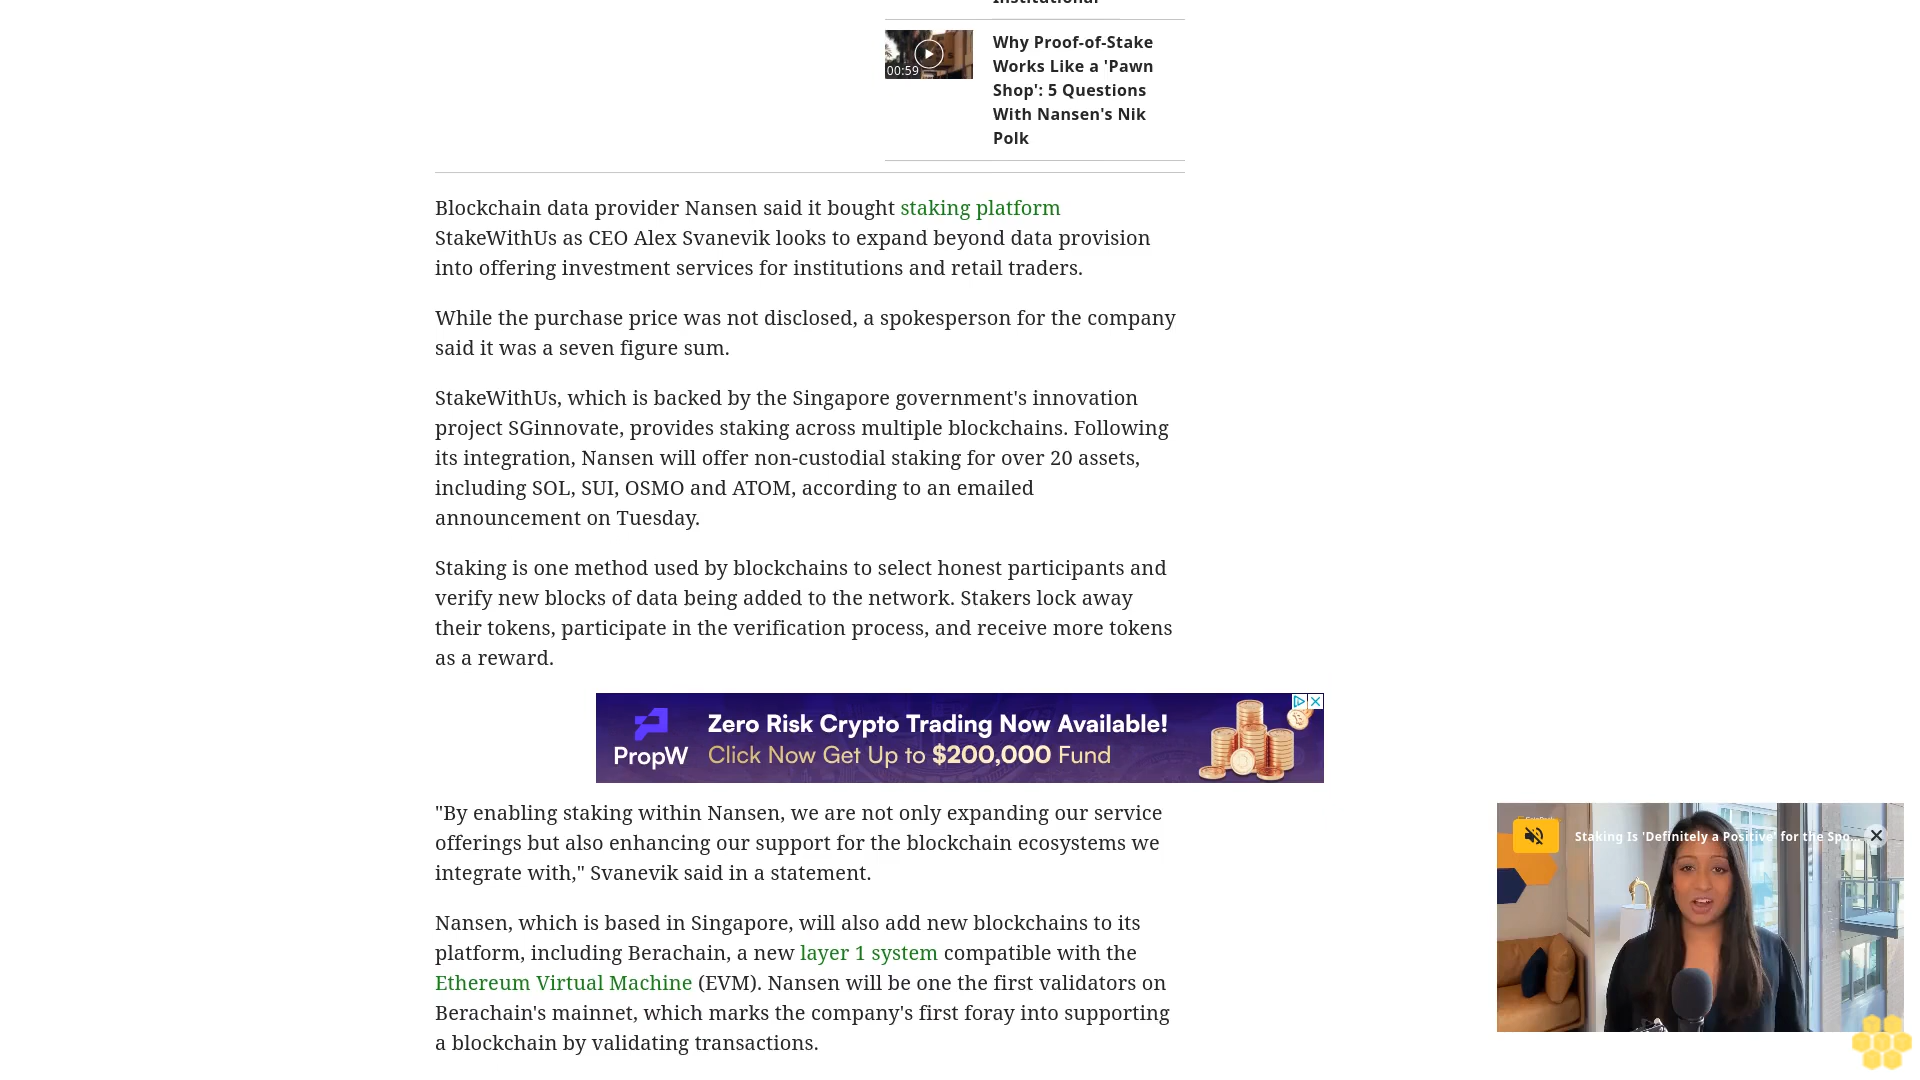 Why Proof-of-Stake
Works Like a 'Pawn
Shop': 5 Questions
With Nansen's Nik
Polk
00:59
Blockchain data provider Nansen said it bought staking platform
StakeWithUs as CEO Alex Svanevik looks to expand beyond data provision
into offering investment services for institutions and retail traders.
While the purchase price was not disclosed, a spokesperson for the company
said it was a seven figure sum.
StakeWithUs, which is backed by the Singapore government's innovation
project SGinnovate, provides staking across multiple blockchains. Following
its integration, Nansen will offer non-custodial staking for over 20 assets,
including SOL, SUI, OSMO and ATOM, according to an emailed
announcement on Tuesday.
Staking is one method used by blockchains to select honest participants and
verify new blocks of data being added to the network. Stakers lock away
their tokens, participate in the verification process, and receive more tokens
as a reward.
PropW
Zero Risk Crypto Trading Now Available!
Click Now Get Up to $200,000 Fund
"By enabling staking within Nansen, we are not only expanding our service
offerings but also enhancing our support for the blockchain ecosystems we
integrate with," Svanevik said in a statement.
Staking Is 'Definitely a Positive' for the Spo...
Nansen, which is based in Singapore, will also add new blockchains to its
platform, including Berachain, a new layer 1 system compatible with the
Ethereum Virtual Machine (EVM). Nansen will be one the first validators on
Berachain's mainnet, which marks the company's first foray into supporting
a blockchain by validating transactions.